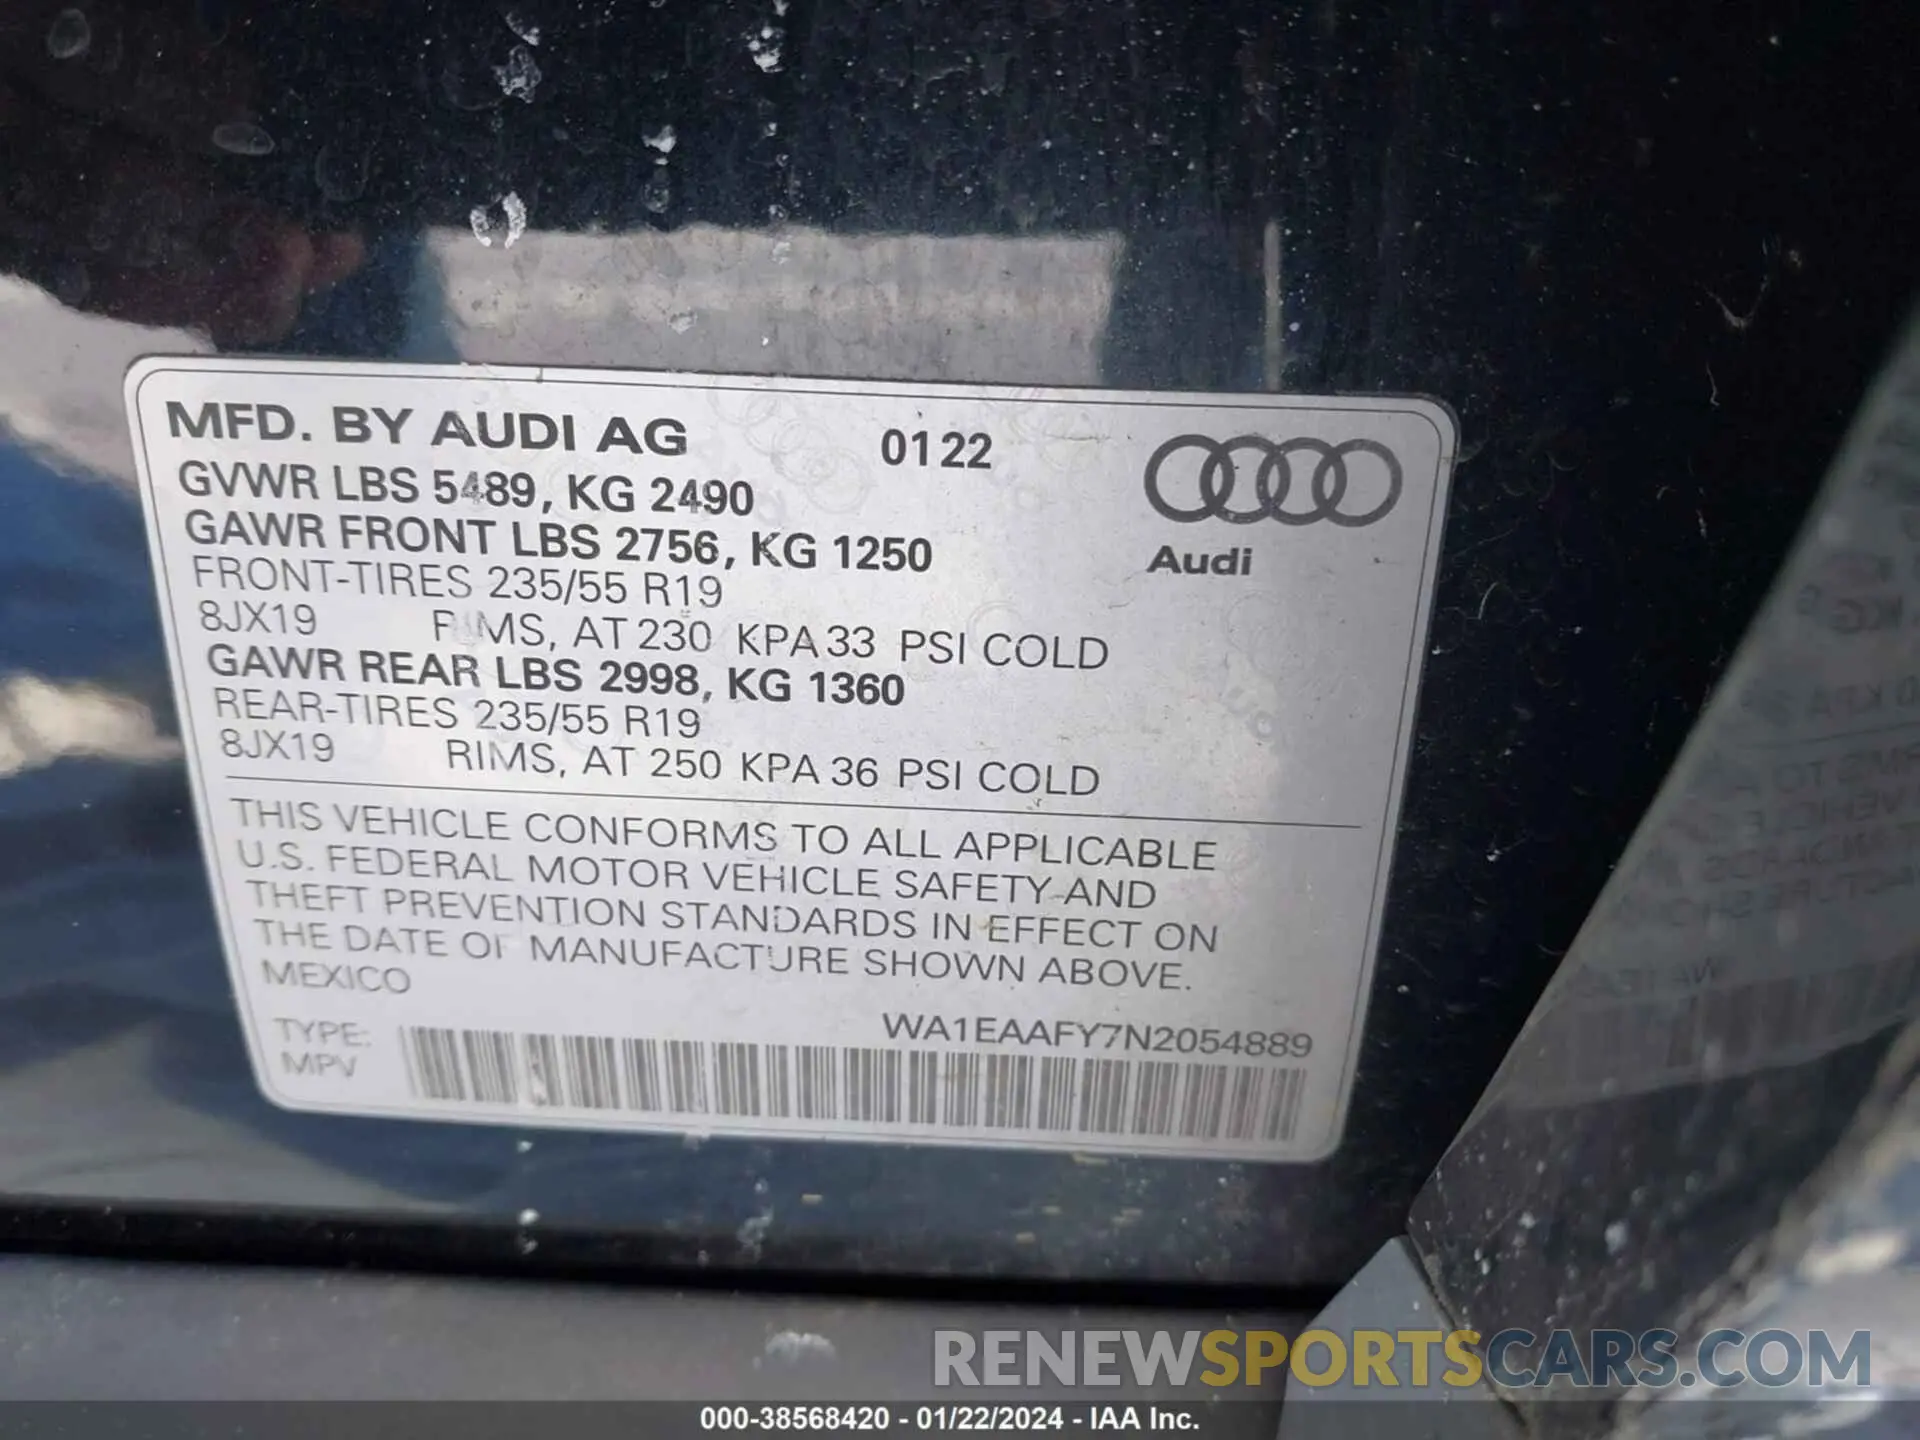 MFD. BY AUDI AG 01 22
GVWR LBS 5489, KG 2490
GAWR FRONT LBS 2756, KG 1250
Audi
FRONT-TIRES 235/55 R19
8JX19 RIMS, AT 230 KPA 33 PSI COLD
GAWR REAR LBS 2998, KG 1360
REAR-TIRES 235/55 R19
8JX19 RIMS, AT 250 KPA 36 PSI COLD
THIS VEHICLE CONFORMS TO ALL APPLICABLE
U.S. FEDERAL MOTOR VEHICLE SAFETY AND
THEFT PREVENTION STANDARDS IN EFFECT ON
THE DATE OF MANUFACTURE SHOWN ABOVE.
MEXICO
WA1EAAFY7N2054889
TYPE:
MPV
RENEWSPORTSCARS.COM
000-38568420 - 01/22/2024 - IAA Inc.